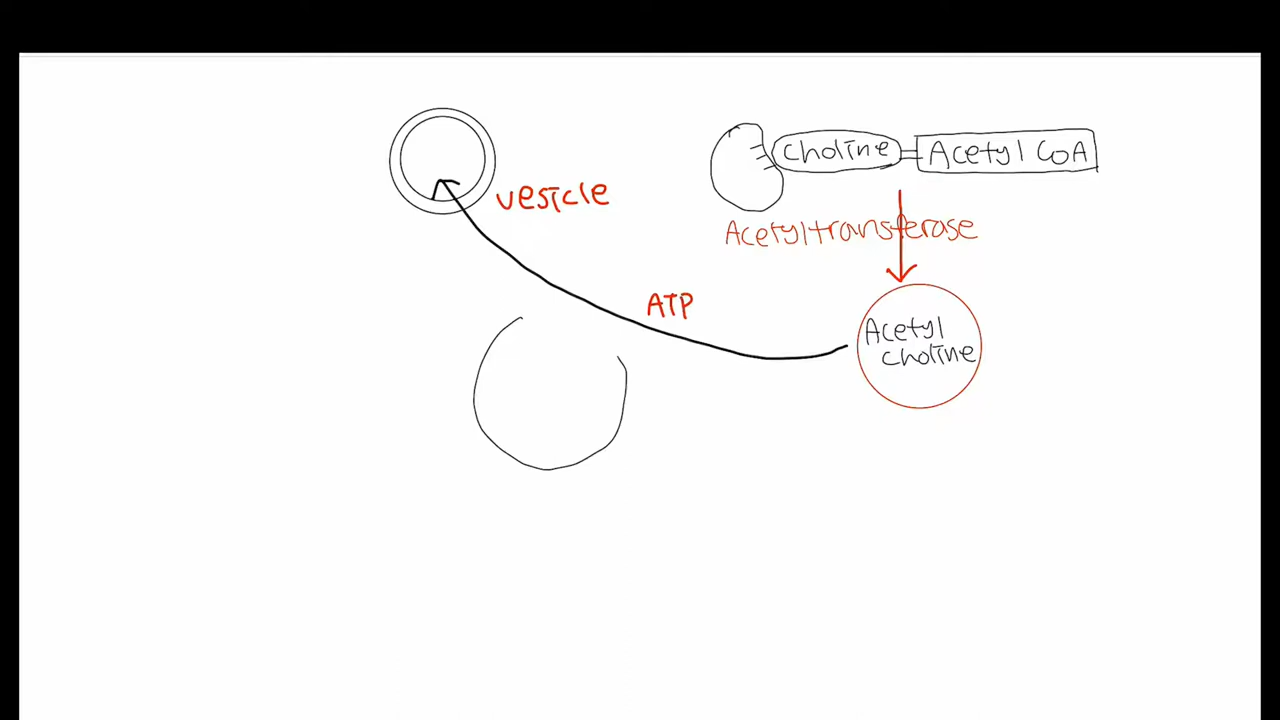 choline
Acetyl CoA
vesicle
Acetyltransferase
ATP
Acetyl
choline